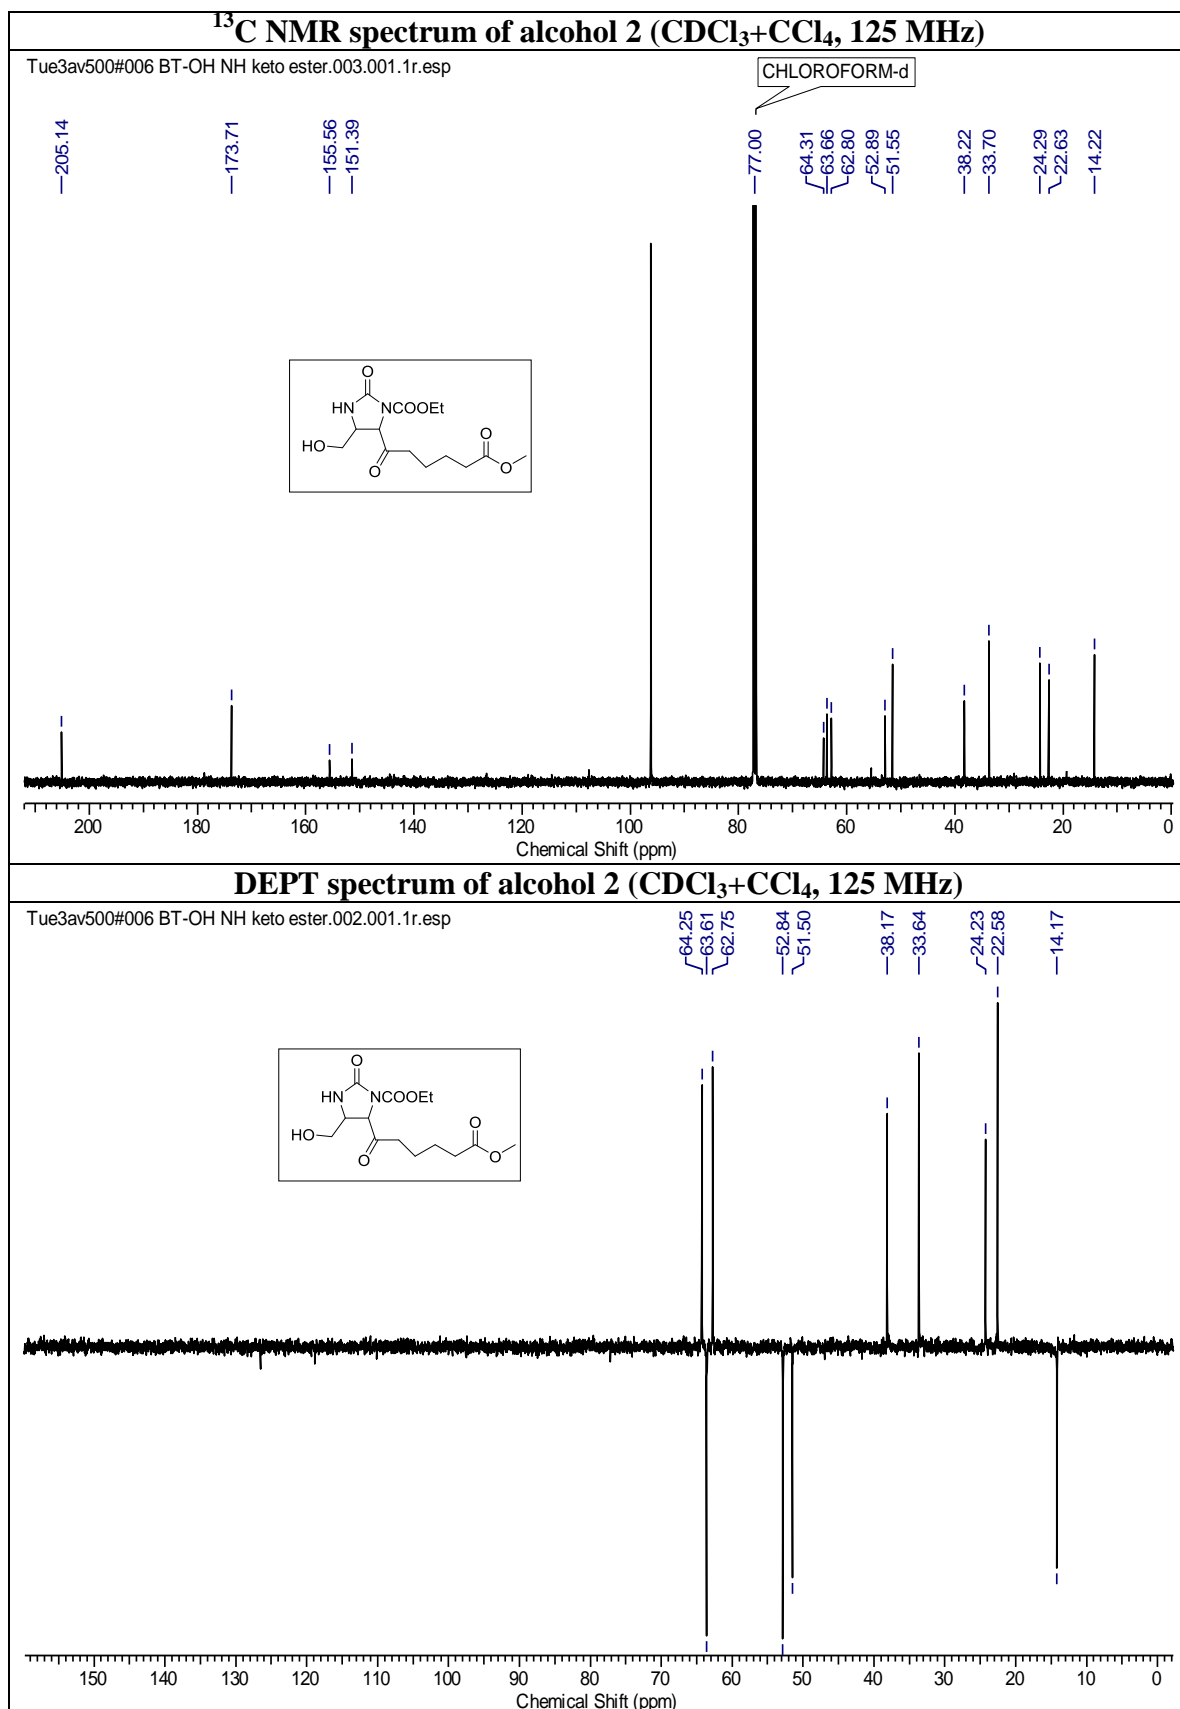 ¹³C NMR spectrum of alcohol 2 (CDCl₃+CCl₄, 125 MHz)
Tue3av500#006 BT-OH NH keto ester.003.001.1r.esp
CHLOROFORM-d
205.14
173.71
155.56
151.39
77.00
64.31
63.66
62.80
52.89
51.55
38.22
33.70
24.29
22.63
14.22
O
HN
N
COOEt
HO
O
O
O
200 180 160 140 120 100 80 60 40 20 0
Chemical Shift (ppm)
DEPT spectrum of alcohol 2 (CDCl₃+CCl₄, 125 MHz)
Tue3av500#006 BT-OH NH keto ester.002.001.1r.esp
64.25
63.61
62.75
52.84
51.50
38.17
33.64
24.23
22.58
14.17
O
HN
N
COOEt
HO
O
O
O
150 140 130 120 110 100 90 80 70 60 50 40 30 20 10 0
Chemical Shift (ppm)